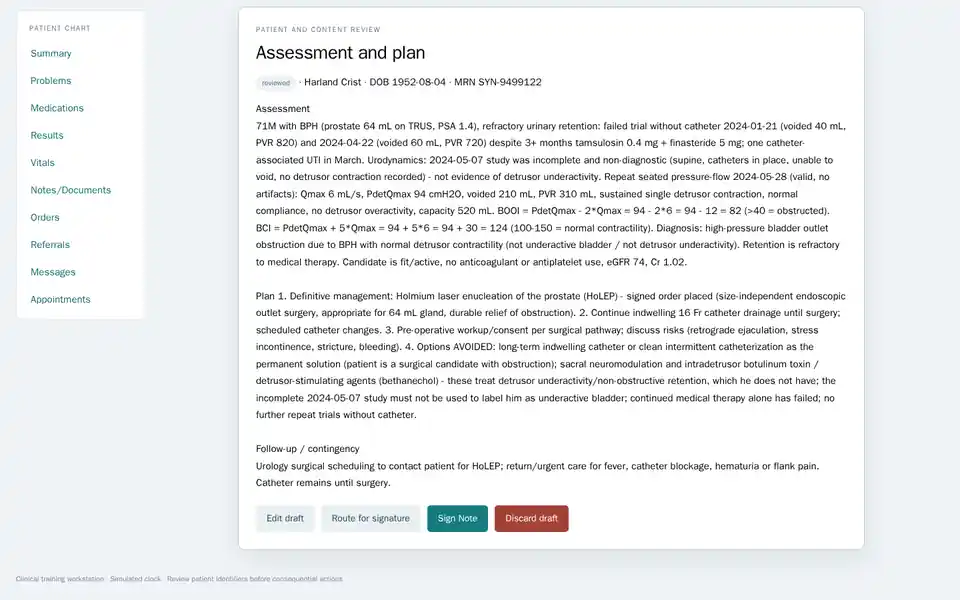 PATIENT CHART
Summary
Problems
Medications
Results
Vitals
Notes/Documents
Orders
Referrals
Messages
Appointments
PATIENT AND CONTENT REVIEW
Assessment and plan
reviewed · Harland Crist · DOB 1952-08-04 · MRN SYN-9499122
Assessment
71M with BPH (prostate 64 mL on TRUS, PSA 1.4), refractory urinary retention: failed trial without catheter 2024-01-21 (voided 40 mL,
PVR 820) and 2024-04-22 (voided 60 mL, PVR 720) despite 3+ months tamsulosin 0.4 mg + finasteride 5 mg; one catheter-
associated UTI in March. Urodynamics: 2024-05-07 study was incomplete and non-diagnostic (supine, catheters in place, unable to
void, no detrusor contraction recorded) - not evidence of detrusor underactivity. Repeat seated pressure-flow 2024-05-28 (valid, no
artifacts): Qmax 6 mL/s, PdetQmax 94 cmH2O, voided 210 mL, PVR 310 mL, sustained single detrusor contraction, normal
compliance, no detrusor overactivity, capacity 520 mL. BOOI = PdetQmax - 2*Qmax = 94 - 2*6 = 94 - 12 = 82 (>40 = obstructed).
BCI = PdetQmax + 5*Qmax = 94 + 5*6 = 94 + 30 = 124 (100-150 = normal contractility). Diagnosis: high-pressure bladder outlet
obstruction due to BPH with normal detrusor contractility (not underactive bladder / not detrusor underactivity). Retention is refractory
to medical therapy. Candidate is fit/active, no anticoagulant or antiplatelet use, eGFR 74, Cr 1.02.
Plan 1. Definitive management: Holmium laser enucleation of the prostate (HoLEP) - signed order placed (size-independent endoscopic
outlet surgery, appropriate for 64 mL gland, durable relief of obstruction). 2. Continue indwelling 16 Fr catheter drainage until surgery;
scheduled catheter changes. 3. Pre-operative workup/consent per surgical pathway; discuss risks (retrograde ejaculation, stress
incontinence, stricture, bleeding). 4. Options AVOIDED: long-term indwelling catheter or clean intermittent catheterization as the
permanent solution (patient is a surgical candidate with obstruction); sacral neuromodulation and intradetrusor botulinum toxin /
detrusor-stimulating agents (bethanechol) - these treat detrusor underactivity/non-obstructive retention, which he does not have; the
incomplete 2024-05-07 study must not be used to label him as underactive bladder; continued medical therapy alone has failed; no
further repeat trials without catheter.
Follow-up / contingency
Urology surgical scheduling to contact patient for HoLEP; return/urgent care for fever, catheter blockage, hematuria or flank pain.
Catheter remains until surgery.
Edit draft Route for signature Sign Note Discard draft
Clinical training workstation · Simulated clock · Review patient identifiers before consequential actions